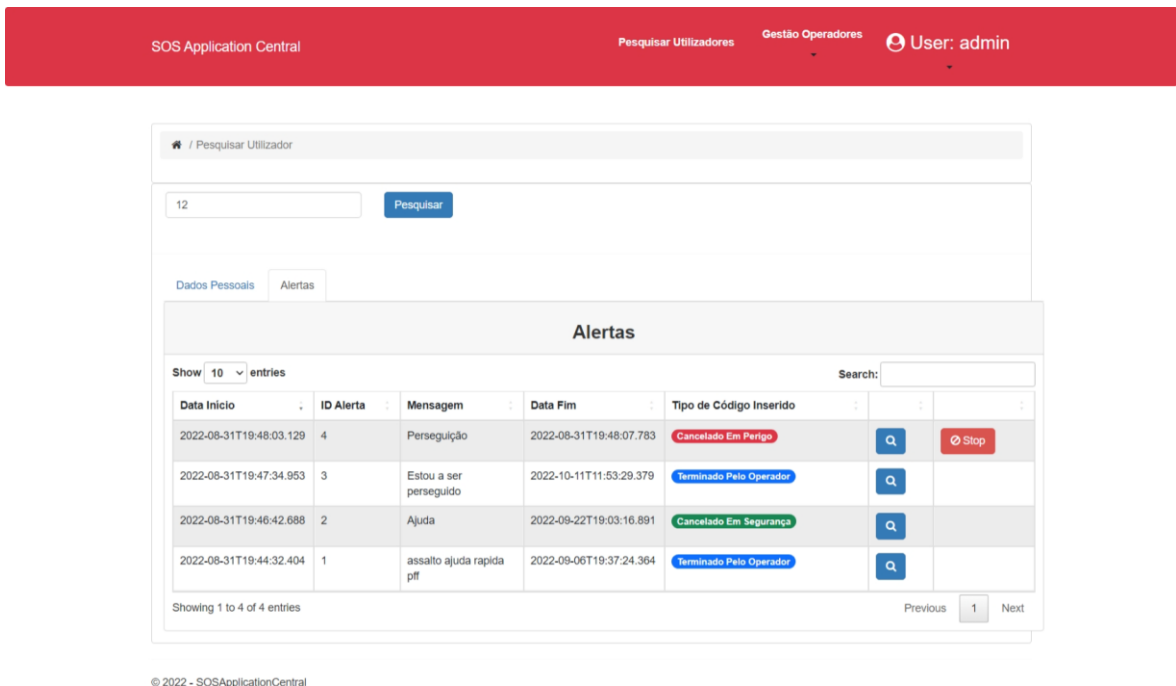 SOS Application Central
Pesquisar Utilizadores
Gestão Operadores
User: admin
/ Pesquisar Utilizador
12
Pesquisar
Dados Pessoais
Alertas
Alertas
Show 10 entries
Search:
Data Inicio ID Alerta Mensagem Data Fim Tipo de Código Inserido
2022-08-31T19:48:03.129 4 Perseguição 2022-08-31T19:48:07.783 Cancelado Em Perigo Stop
2022-08-31T19:47:34.953 3 Estou a ser 2022-10-11T11:53:29.379 Terminado Pelo Operador
perseguido
2022-08-31T19:46:42.688 2 Ajuda 2022-09-22T19:03:16.891 Cancelado Em Segurança
2022-08-31T19:44:32.404 1 assalto ajuda rapida 2022-09-06T19:37:24.364 Terminado Pelo Operador
pff
Showing 1 to 4 of 4 entries
Previous 1 Next
© 2022 - SOSApplicationCentral